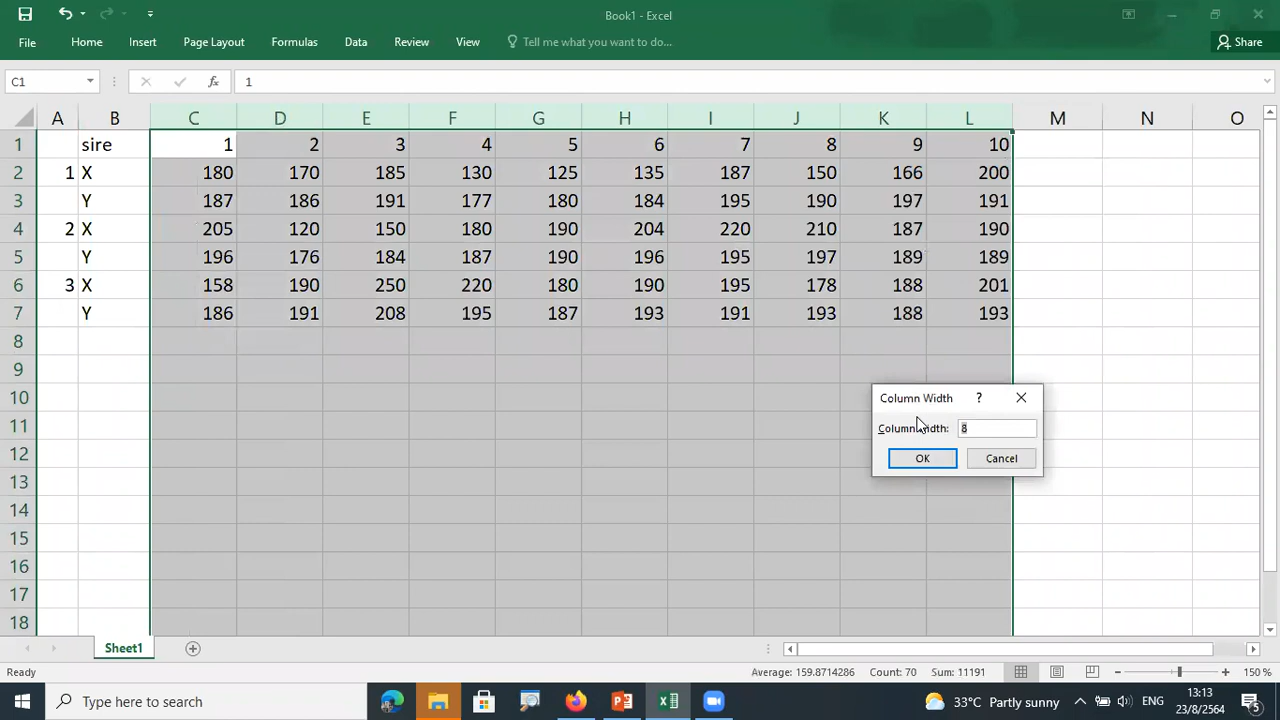 Book1 - Excel
File Home Insert Page Layout Formulas Data Review View Tell me what you want to do... Share
C1 fx 1
A B C D E F G H I J K L M N O
1 sire 1 2 3 4 5 6 7 8 9 10
2 1 X 180 170 185 130 125 135 187 150 166 200
3 Y 187 186 191 177 180 184 195 190 197 191
4 2 X 205 120 150 180 190 204 220 210 187 190
5 Y 196 176 184 187 190 196 195 197 189 189
6 3 X 158 190 250 220 180 190 195 178 188 201
7 Y 186 191 208 195 187 193 191 193 188 193
8
9
10
11
12
13
14
15
16
17
18
Column Width ?
Column width: 8
OK Cancel
Sheet1
Ready Average: 159.8714286 Count: 70 Sum: 11191 150 %
Type here to search 33°C Partly sunny ENG 13:13
23/8/2564 5